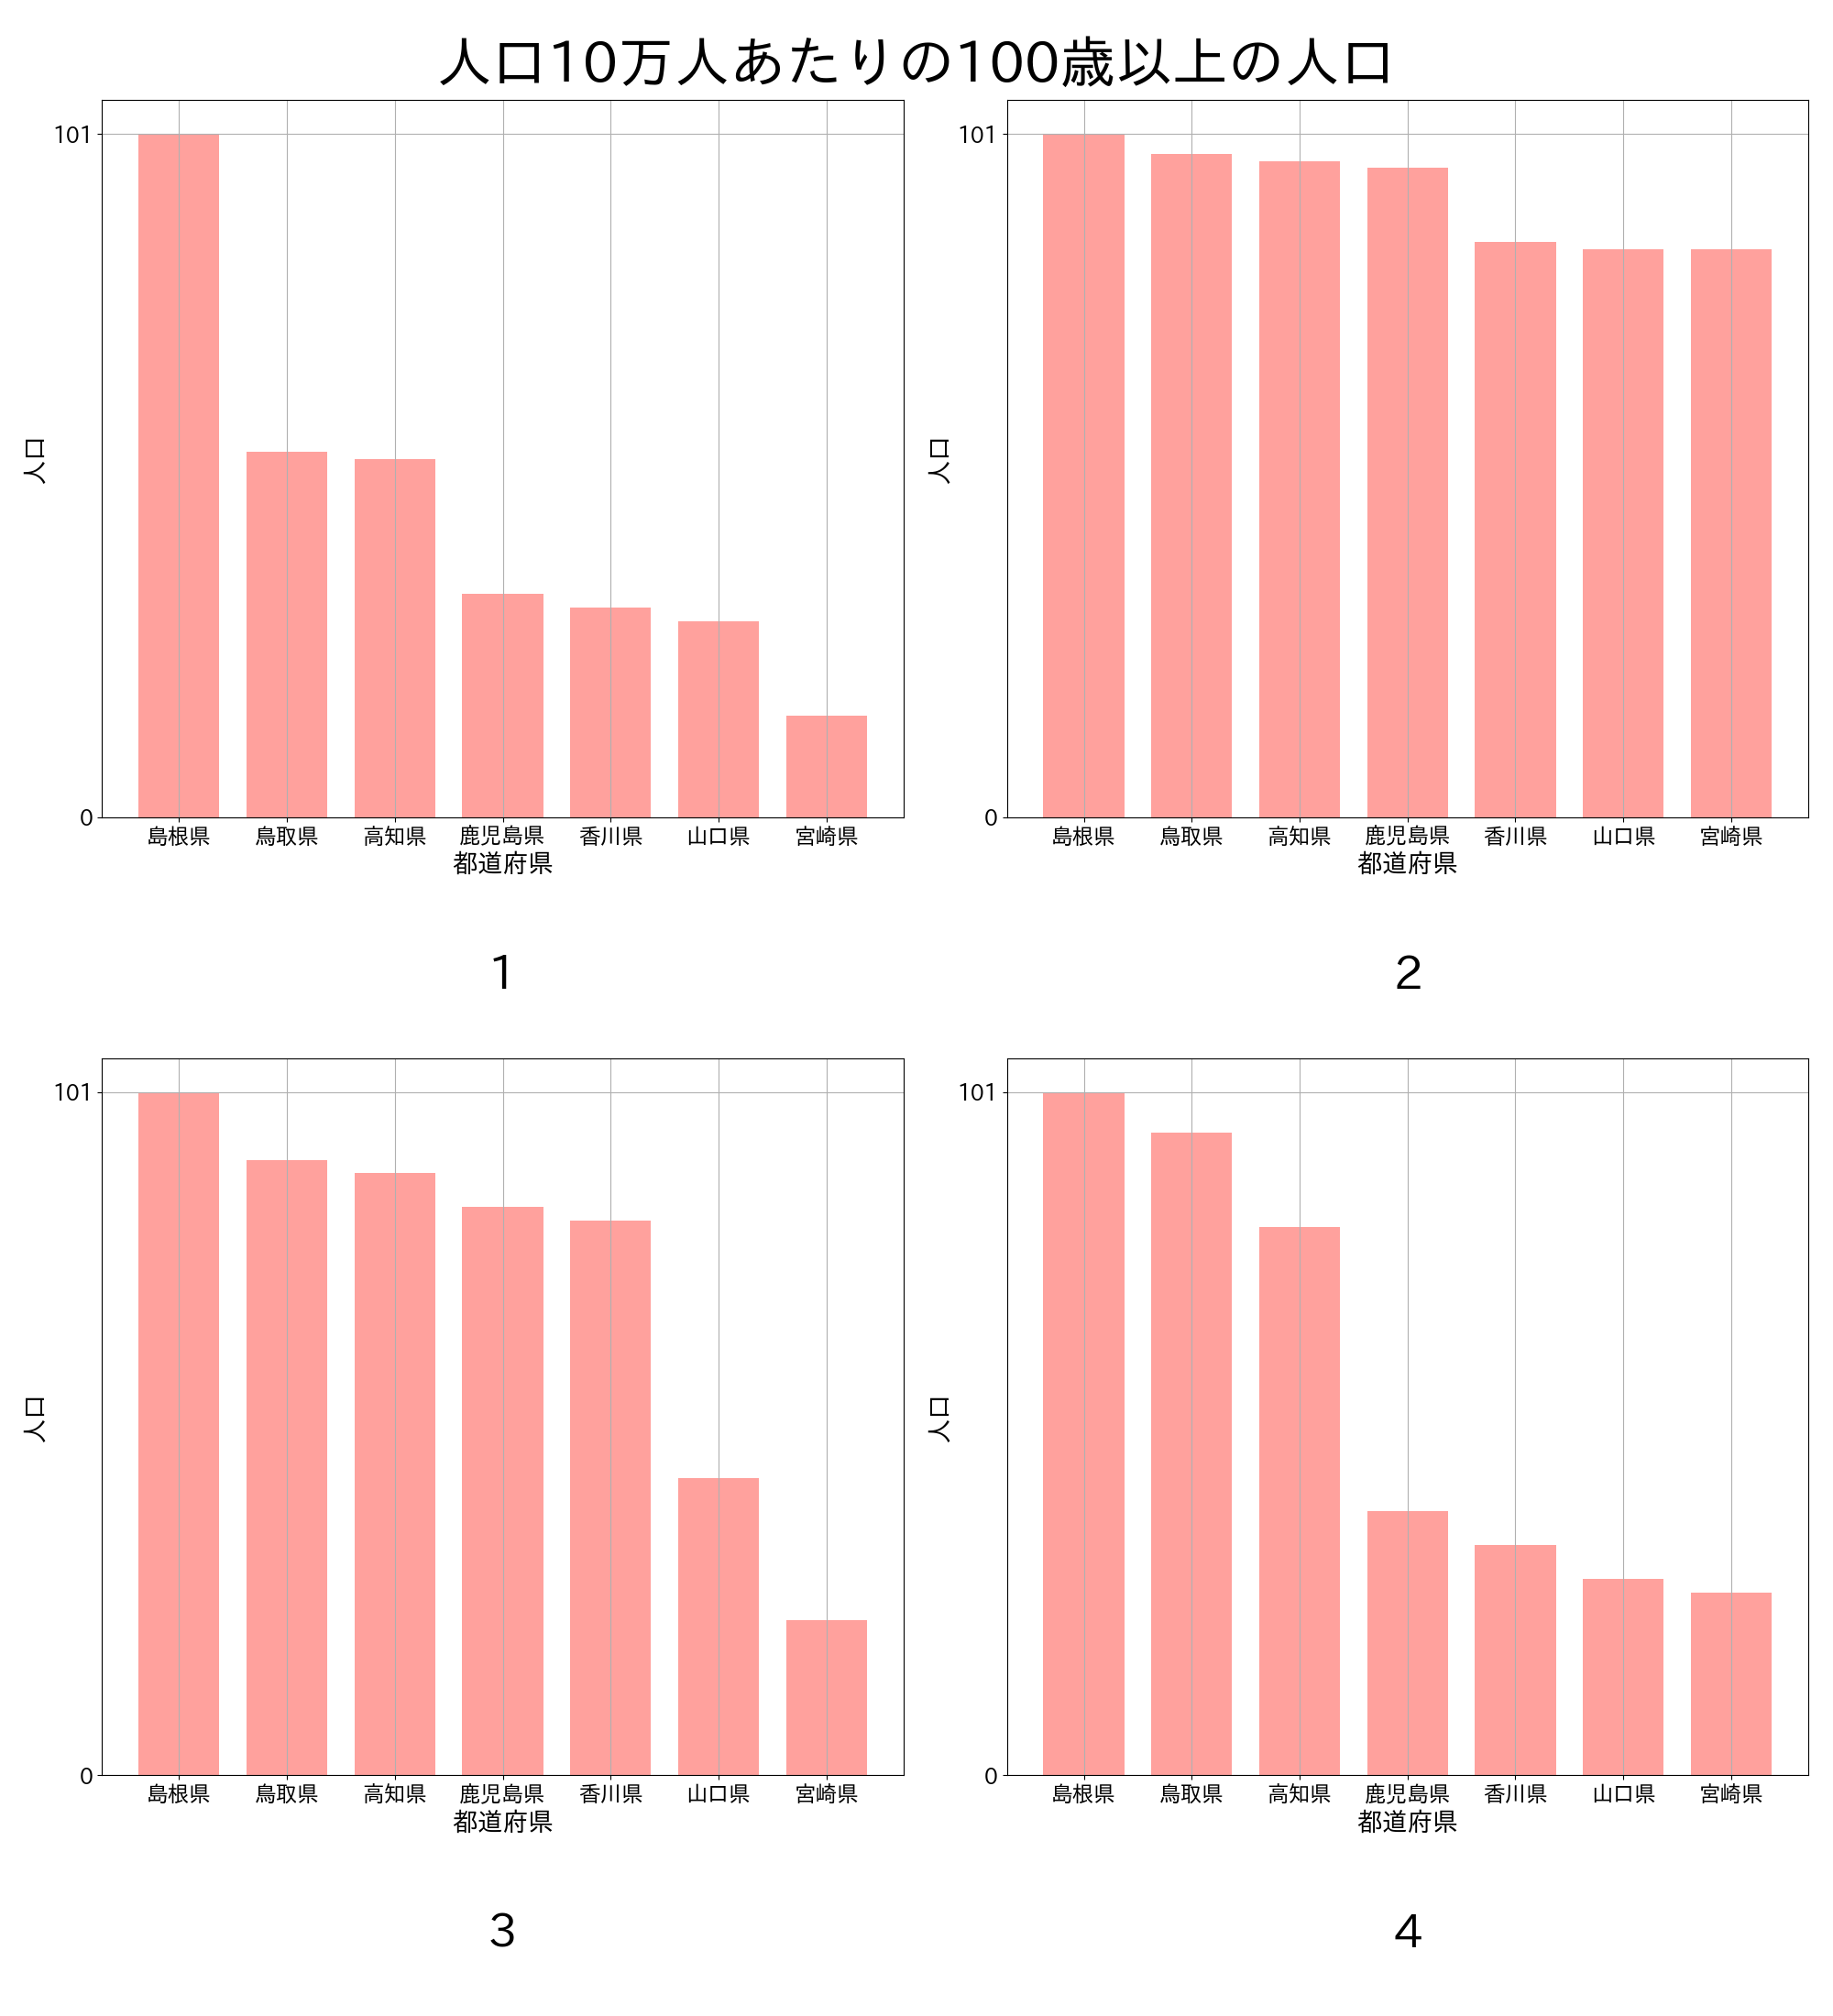 人口10万人あたりの100歳以上の人口
101
0
人口
島根県 鳥取県 高知県 鹿児島県 香川県 山口県 宮崎県
都道府県
1
101
0
人口
島根県 鳥取県 高知県 鹿児島県 香川県 山口県 宮崎県
都道府県
2
101
0
人口
島根県 鳥取県 高知県 鹿児島県 香川県 山口県 宮崎県
都道府県
3
101
0
人口
島根県 鳥取県 高知県 鹿児島県 香川県 山口県 宮崎県
都道府県
4